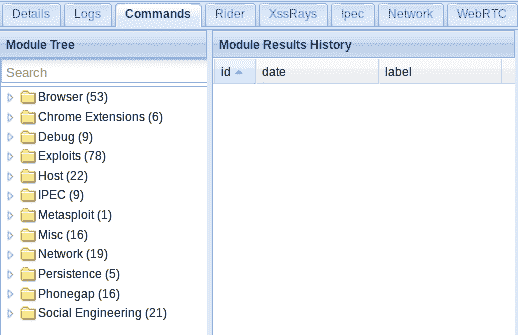 Details Logs Commands Rider XssRays Ipec Network WebRTC
Module Tree
Search
Browser (53)
Chrome Extensions (6)
Debug (9)
Exploits (78)
Host (22)
IPEC (9)
Metasploit (1)
Misc (16)
Network (19)
Persistence (5)
Phonegap (16)
Social Engineering (21)
Module Results History
id date label